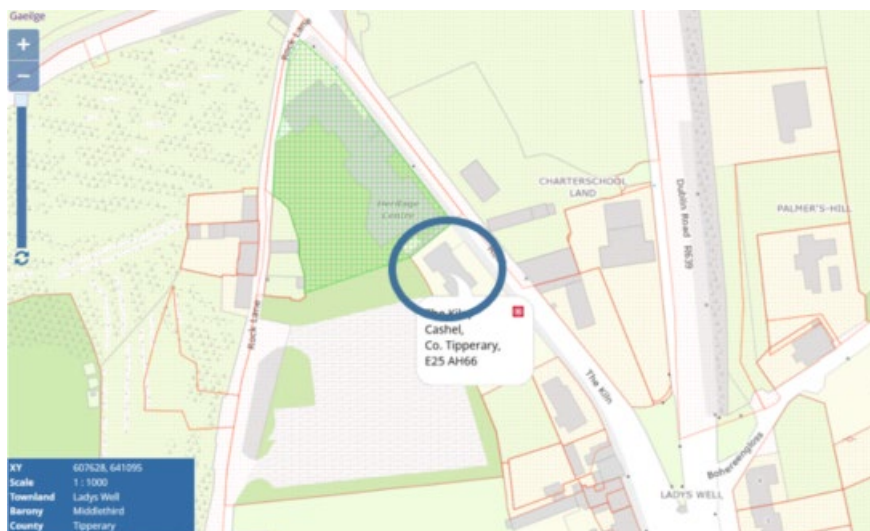 Gaeilge
+
−
Rock Lane
Heritage
Centre
CHARTERSCHOOL
LAND
Dublin Road R639
PALMER'S-HILL
The Kiln
Cashel,
Co. Tipperary,
E25 AH66
Rock Lane
The Kiln
Bohereengloss
LADYS WELL
XY 607628, 641095
Scale 1 : 1000
Townland Ladys Well
Barony Middlethird
County Tipperary